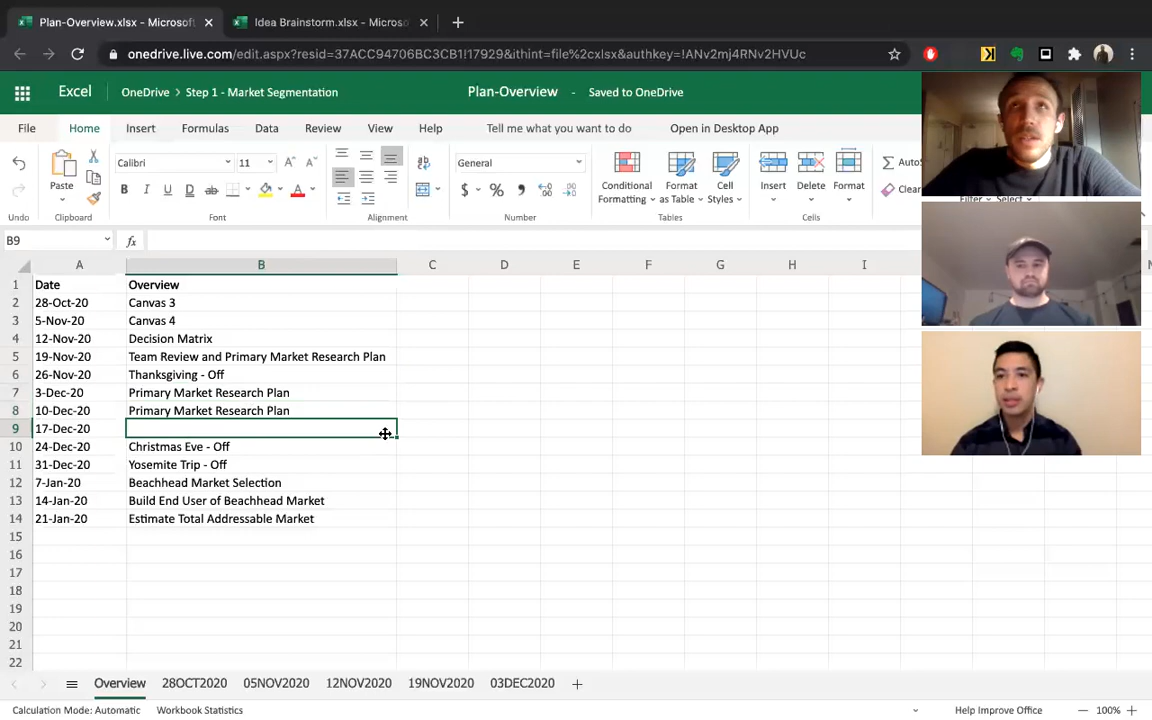 Plan-Overview.xlsx - Microsoft
Idea Brainstorm.xlsx - Microso
onedrive.live.com/edit.aspx?resid=37ACC94706BC3CB1!17929&ithint=file%2cxlsx&authkey=!ANv2mj4RNv2HVUc
Excel OneDrive > Step 1 - Market Segmentation Plan-Overview - Saved to OneDrive
File Home Insert Formulas Data Review View Help Tell me what you want to do Open in Desktop App
Calibri 11 General
Paste
Conditional Formatting
Format as Table
Cell Styles
Insert
Delete
Format
AutoS
Clear
Filter
Select
Undo Clipboard Font Alignment Number Tables Cells
B9 fx
A B C D E F G H I M
1 Date Overview
2 28-Oct-20 Canvas 3
3 5-Nov-20 Canvas 4
4 12-Nov-20 Decision Matrix
5 19-Nov-20 Team Review and Primary Market Research Plan
6 26-Nov-20 Thanksgiving - Off
7 3-Dec-20 Primary Market Research Plan
8 10-Dec-20 Primary Market Research Plan
9 17-Dec-20
10 24-Dec-20 Christmas Eve - Off
11 31-Dec-20 Yosemite Trip - Off
12 7-Jan-20 Beachhead Market Selection
13 14-Jan-20 Build End User of Beachhead Market
14 21-Jan-20 Estimate Total Addressable Market
15
16
17
18
19
20
21
22
Overview 28OCT2020 05NOV2020 12NOV2020 19NOV2020 03DEC2020
Calculation Mode: Automatic Workbook Statistics Help Improve Office 100%